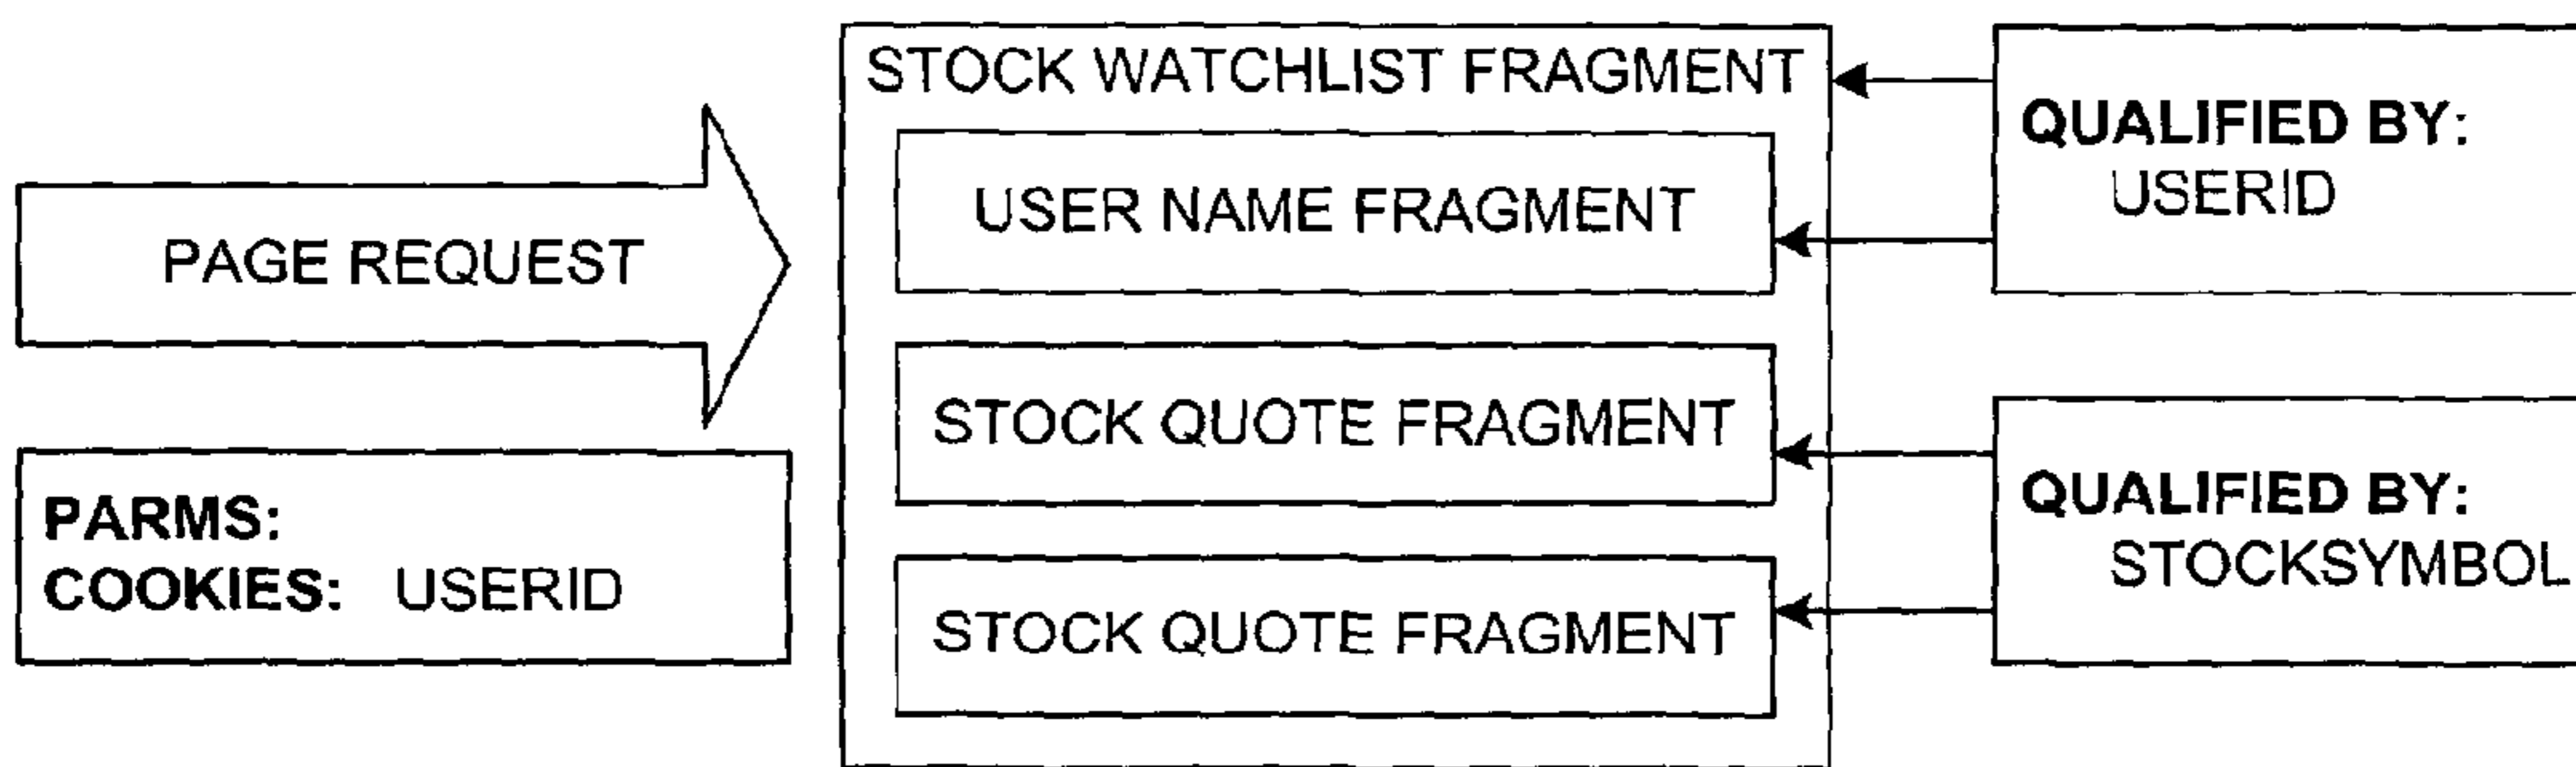 PAGE REQUEST
PARMS:
COOKIES: USERID
STOCK WATCHLIST FRAGMENT
USER NAME FRAGMENT
STOCK QUOTE FRAGMENT
STOCK QUOTE FRAGMENT
QUALIFIED BY:
USERID
QUALIFIED BY:
STOCKSYMBOL